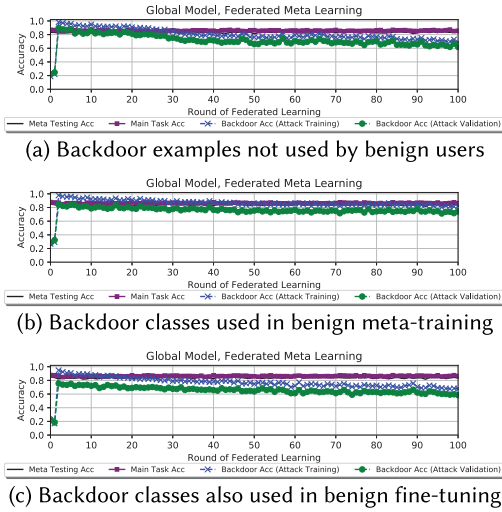 Global Model, Federated Meta Learning
Accuracy
1.0
0.8
0.6
0.4
0.2
0.0
0 10 20 30 40 50 60 70 80 90 100
Round of Federated Learning
Meta Testing Acc Main Task Acc Backdoor Acc (Attack Training) Backdoor Acc (Attack Validation)
(a) Backdoor examples not used by benign users
Global Model, Federated Meta Learning
Accuracy
1.0
0.8
0.6
0.4
0.2
0.0
0 10 20 30 40 50 60 70 80 90 100
Round of Federated Learning
Meta Testing Acc Main Task Acc Backdoor Acc (Attack Training) Backdoor Acc (Attack Validation)
(b) Backdoor classes used in benign meta-training
Global Model, Federated Meta Learning
Accuracy
1.0
0.8
0.6
0.4
0.2
0.0
0 10 20 30 40 50 60 70 80 90 100
Round of Federated Learning
Meta Testing Acc Main Task Acc Backdoor Acc (Attack Training) Backdoor Acc (Attack Validation)
(c) Backdoor classes also used in benign fine-tuning